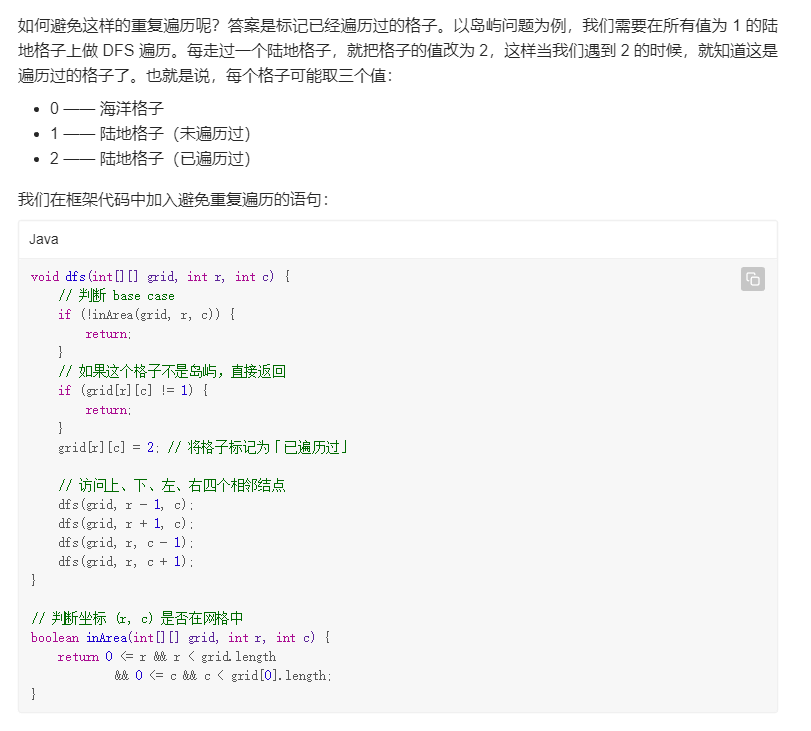 如何避免这样的重复遍历呢？答案是标记已经遍历过的格子。以岛屿问题为例，我们需要在所有值为 1 的陆
地格子上做 DFS 遍历。每走过一个陆地格子，就把格子的值改为 2，这样当我们遇到 2 的时候，就知道这是
遍历过的格子了。也就是说，每个格子可能取三个值：
• 0 —— 海洋格子
• 1 —— 陆地格子（未遍历过）
• 2 —— 陆地格子（已遍历过）
我们在框架代码中加入避免重复遍历的语句：
Java
void dfs(int[][] grid, int r, int c) {
    // 判断 base case
    if (!inArea(grid, r, c)) {
        return;
    }
    // 如果这个格子不是岛屿，直接返回
    if (grid[r][c] != 1) {
        return;
    }
    grid[r][c] = 2; // 将格子标记为「已遍历过」
    // 访问上、下、左、右四个相邻结点
    dfs(grid, r - 1, c);
    dfs(grid, r + 1, c);
    dfs(grid, r, c - 1);
    dfs(grid, r, c + 1);
}
// 判断坐标 (r, c) 是否在网格中
boolean inArea(int[][] grid, int r, int c) {
    return 0 <= r && r < grid.length
            && 0 <= c && c < grid[0].length;
}